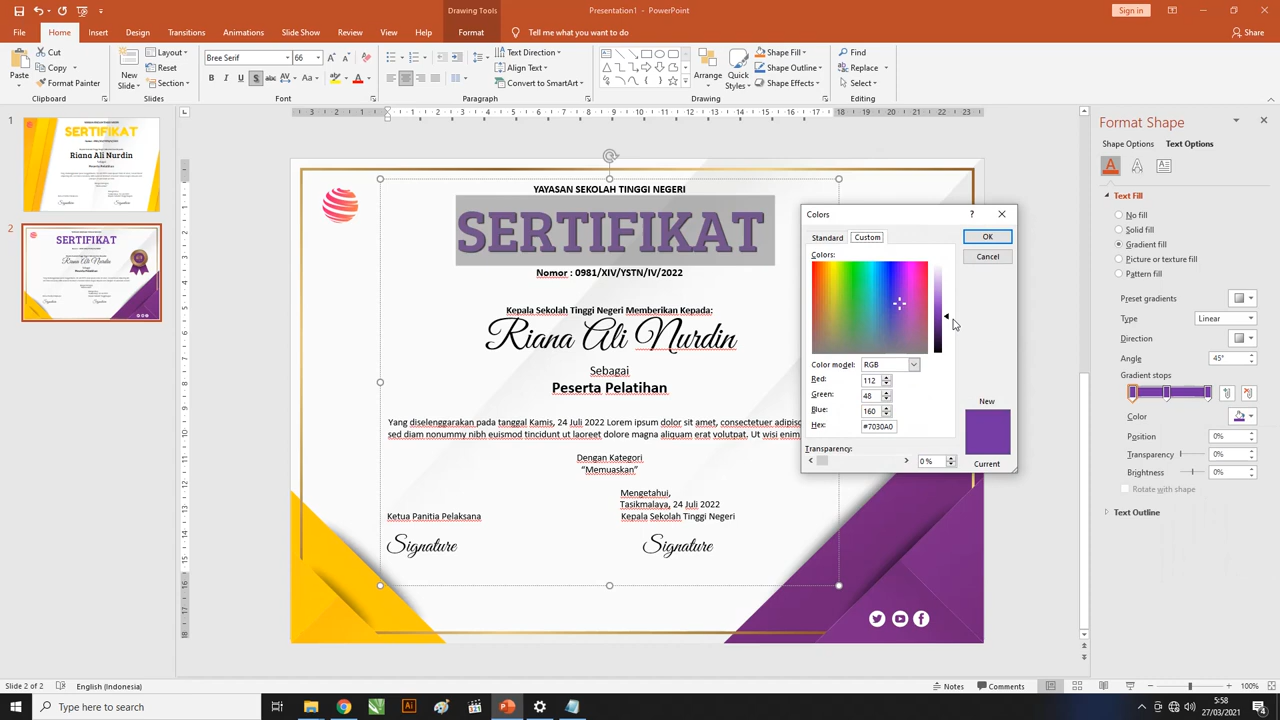 Drawing Tools
Presentation1 - PowerPoint
Sign in
File
Home
Insert
Design
Transitions
Animations
Slide Show
Review
View
Help
Format
Tell me what you want to do
Share
Paste
Cut
Copy
Format Painter
Clipboard
New
Slide
Layout
Reset
Section
Slides
Bree Serif
66
B I U S abc AV Aa A
Font
Text Direction
Align Text
Convert to SmartArt
Paragraph
Arrange
Quick
Styles
Shape Fill
Shape Outline
Shape Effects
Drawing
Find
Replace
Select
Editing
1
SERTIFIKAT
Riana Ali Nurdin
2
SERTIFIKAT
Riana Ali Nurdin
YAYASAN SEKOLAH TINGGI NEGERI
SERTIFIKAT
Nomor : 0981/XIV/YSTN/IV/2022
Kepala Sekolah Tinggi Negeri Memberikan Kepada:
Riana Ali Nurdin
Sebagai
Peserta Pelatihan
Yang diselenggarakan pada tanggal Kamis, 24 Juli 2022 Lorem ipsum dolor sit amet, consectetuer adipisc
sed diam nonummy nibh euismod tincidunt ut laoreet dolore magna aliquam erat volutpat. Ut wisi enim
Dengan Kategori
“Memuaskan”
Mengetahui,
Tasikmalaya, 24 Juli 2022
Ketua Panitia Pelaksana
Kepala Sekolah Tinggi Negeri
Signature
Signature
Colors
? ×
Standard
Custom
OK
Cancel
Colors:
Color model: RGB
Red: 112
Green: 48
Blue: 160
Hex: #7030A0
New
Current
Transparency:
0 %
Format Shape
Shape Options
Text Options
Text Fill
No fill
Solid fill
Gradient fill
Picture or texture fill
Pattern fill
Preset gradients
Type Linear
Direction
Angle 45°
Gradient stops
Color
Position 0%
Transparency 0%
Brightness 0%
Rotate with shape
Text Outline
Slide 2 of 2
English (Indonesia)
Notes
Comments
100%
Type here to search
5:58
27/03/2021